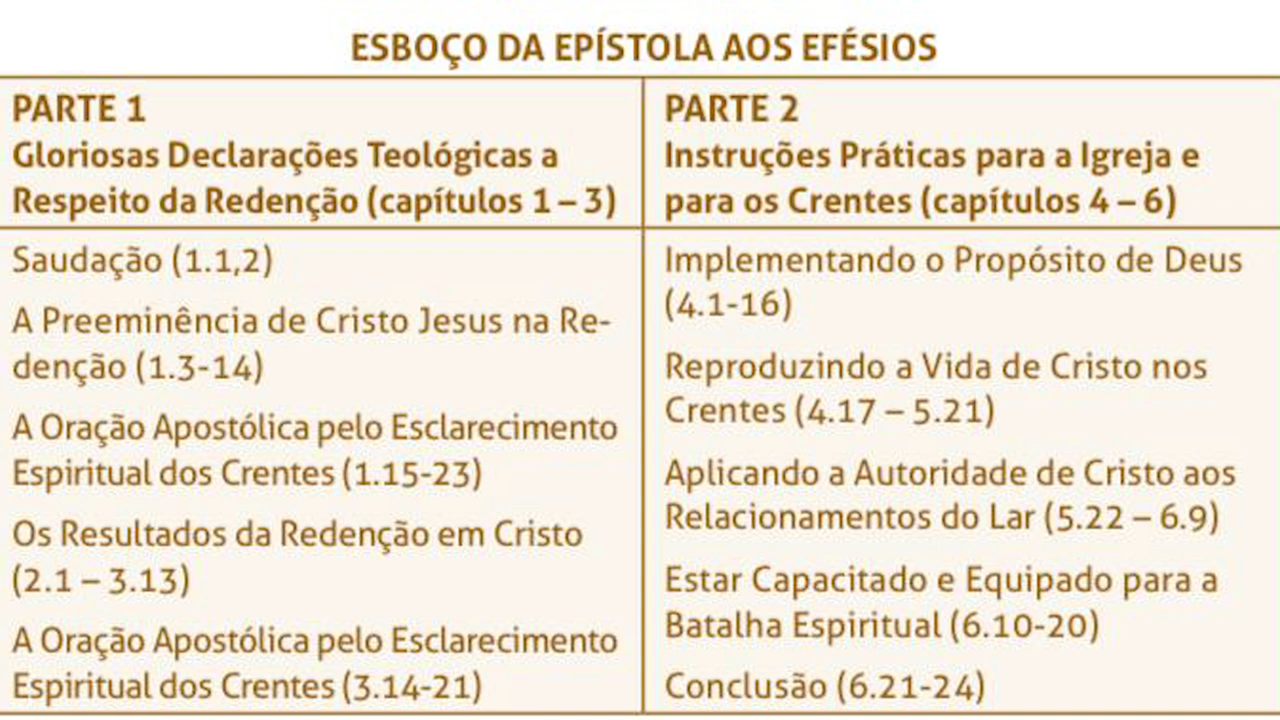 ESBOÇO DA EPÍSTOLA AOS EFÉSIOS
PARTE 1
Gloriosas Declarações Teológicas a
Respeito da Redenção (capítulos 1 – 3)
Saudação (1.1,2)
A Preeminência de Cristo Jesus na Re-
denção (1.3-14)
A Oração Apostólica pelo Esclarecimento
Espiritual dos Crentes (1.15-23)
Os Resultados da Redenção em Cristo
(2.1 – 3.13)
A Oração Apostólica pelo Esclarecimento
Espiritual dos Crentes (3.14-21)
PARTE 2
Instruções Práticas para a Igreja e
para os Crentes (capítulos 4 – 6)
Implementando o Propósito de Deus
(4.1-16)
Reproduzindo a Vida de Cristo nos
Crentes (4.17 – 5.21)
Aplicando a Autoridade de Cristo aos
Relacionamentos do Lar (5.22 – 6.9)
Estar Capacitado e Equipado para a
Batalha Espiritual (6.10-20)
Conclusão (6.21-24)